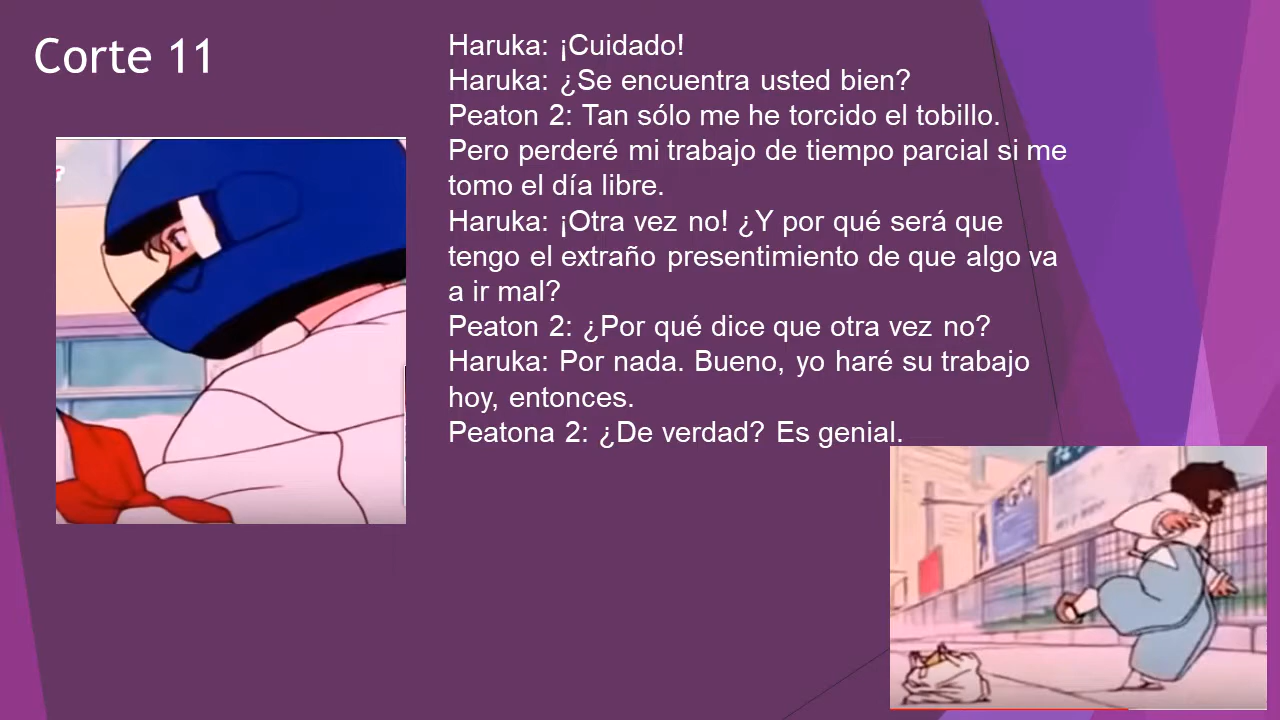 Corte 11
Haruka: ¡Cuidado!
Haruka: ¿Se encuentra usted bien?
Peaton 2: Tan sólo me he torcido el tobillo.
Pero perderé mi trabajo de tiempo parcial si me
tomo el día libre.
Haruka: ¡Otra vez no! ¿Y por qué será que
tengo el extraño presentimiento de que algo va
a ir mal?
Peaton 2: ¿Por qué dice que otra vez no?
Haruka: Por nada. Bueno, yo haré su trabajo
hoy, entonces.
Peatona 2: ¿De verdad? Es genial.